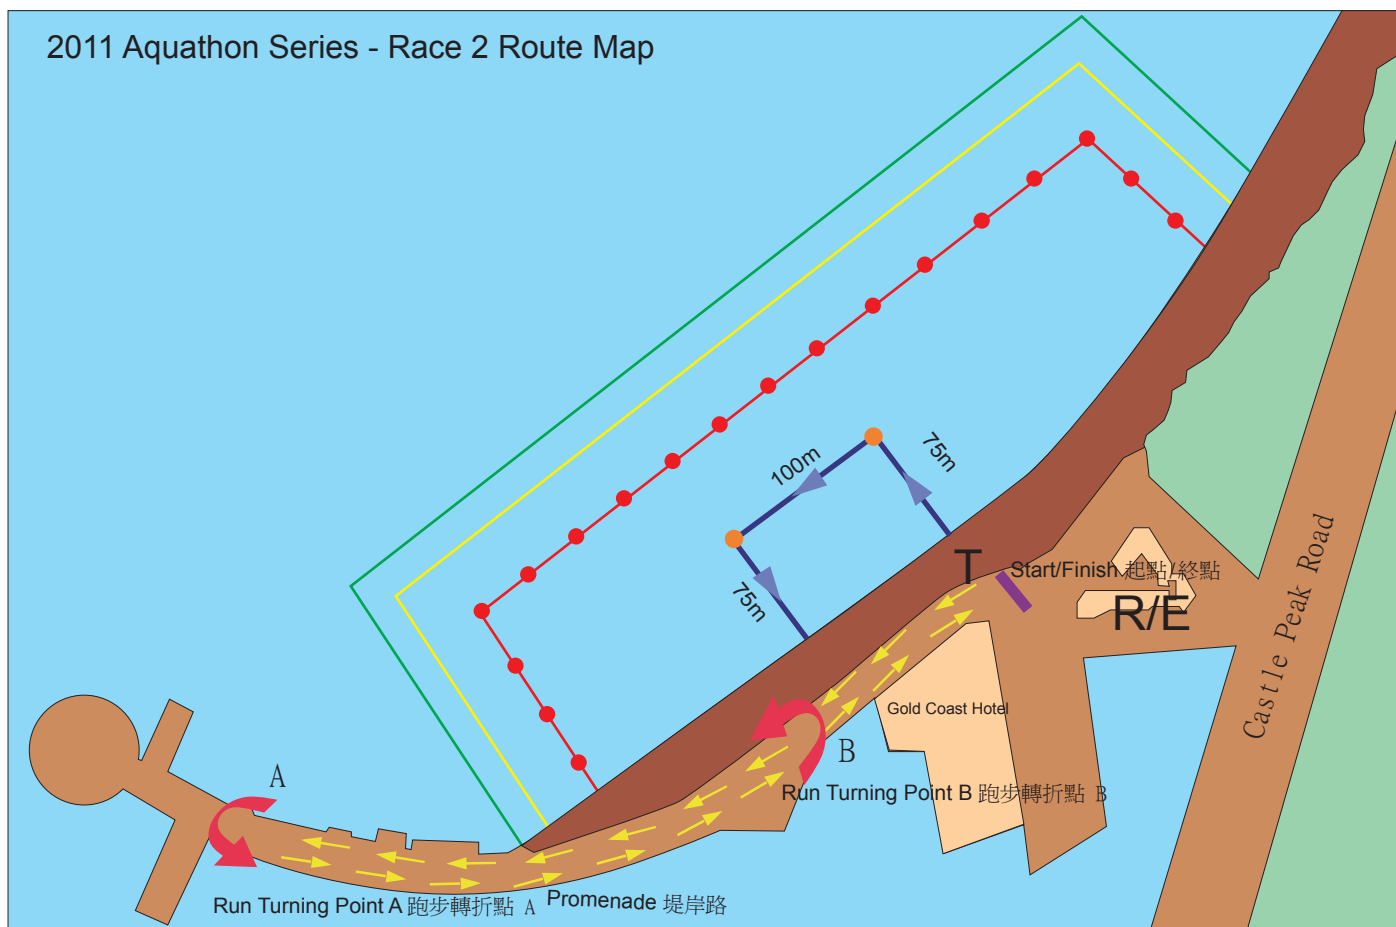 2011 Aquathon Series - Race 2 Route Map
100m
75m
75m
T
Start/Finish 起點/終點
R/E
Castle Peak Road
Gold Coast Hotel
B
A
Run Turning Point B 跑步轉折點 B
Run Turning Point A 跑步轉折點 A
Promenade 堤岸路